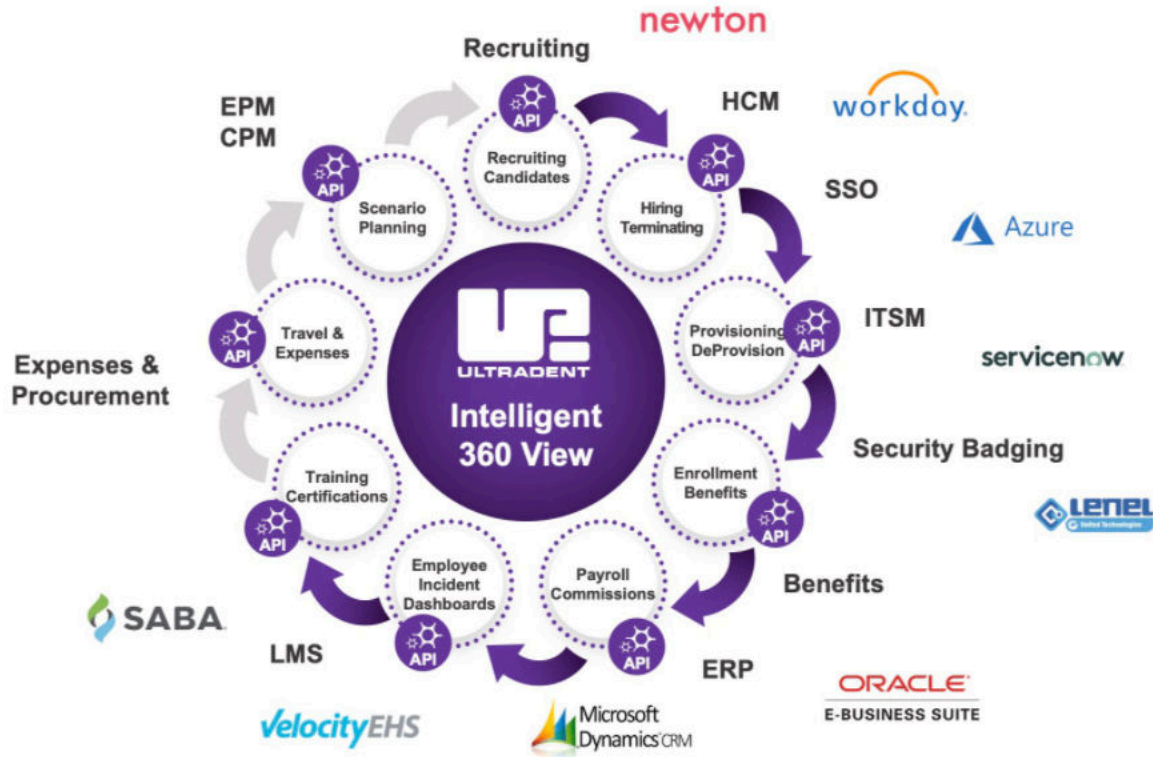 newton
Recruiting
EPM
CPM
HCM
workday.
API
Recruiting
Candidates
API
Scenario
Planning
API
Hiring
Terminating
SSO
Azure
API
Travel &
Expenses
ULTRADENT
Intelligent
360 View
Provisioning
DeProvision
API
ITSM
servicenow
Expenses &
Procurement
Training
Certifications
API
Enrollment
Benefits
API
Security Badging
LENEL
United Technologies
Employee
Incident
Dashboards
API
Payroll
Commissions
API
Benefits
SABA
LMS
ERP
ORACLE
E-BUSINESS SUITE
VelocityEHS
Microsoft
Dynamics CRM